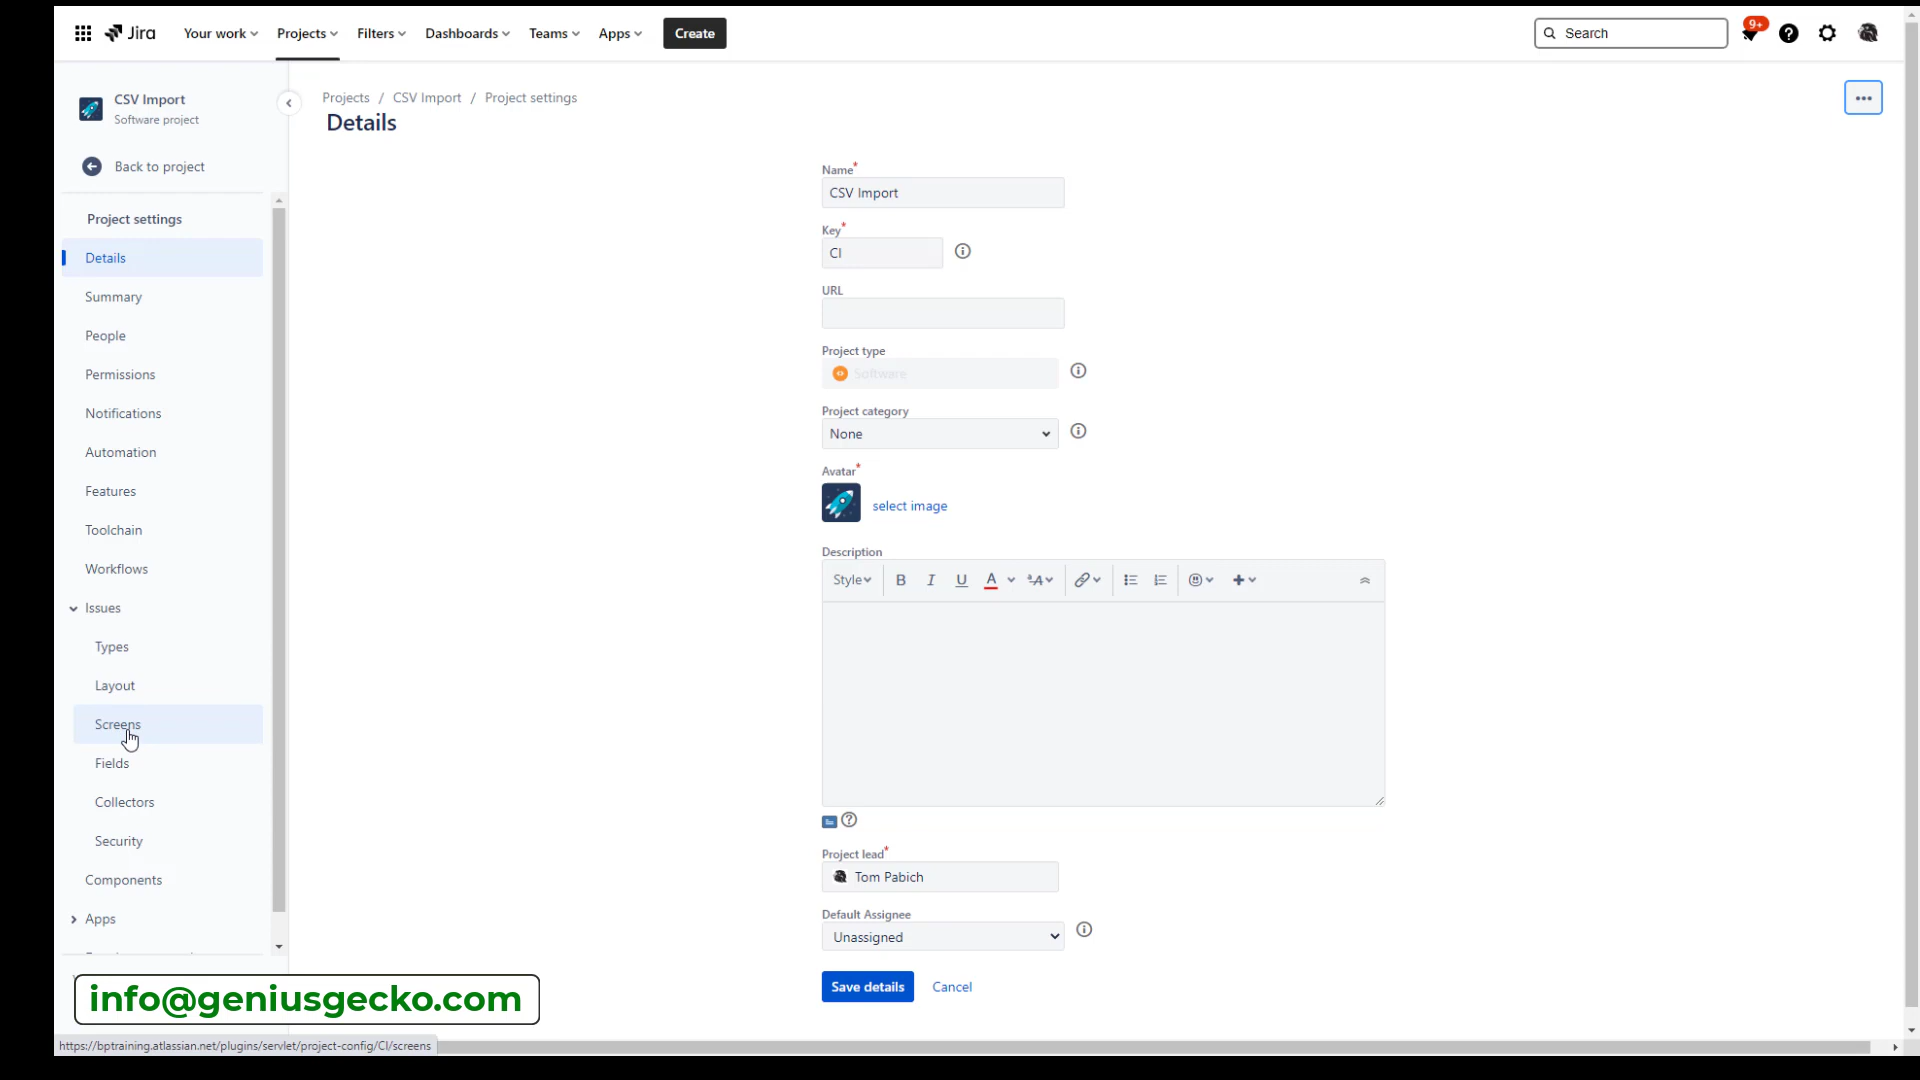 Jira
Your work
Projects
Filters
Dashboards
Teams
Apps
Create
Search
9+
CSV Import
Software project
Back to project
Project settings
Details
Summary
People
Permissions
Notifications
Automation
Features
Toolchain
Workflows
Issues
Types
Layout
Screens
Fields
Collectors
Security
Components
Apps
Projects / CSV Import / Project settings
Details
Name*
CSV Import
Key*
CI
URL
Project type
Software
Project category
None
Avatar*
select image
Description
Style B I U A
Project lead*
Tom Pabich
Default Assignee
Unassigned
Save details Cancel
info@geniusgecko.com
https://bptraining.atlassian.net/plugins/servlet/project-config/CI/screens